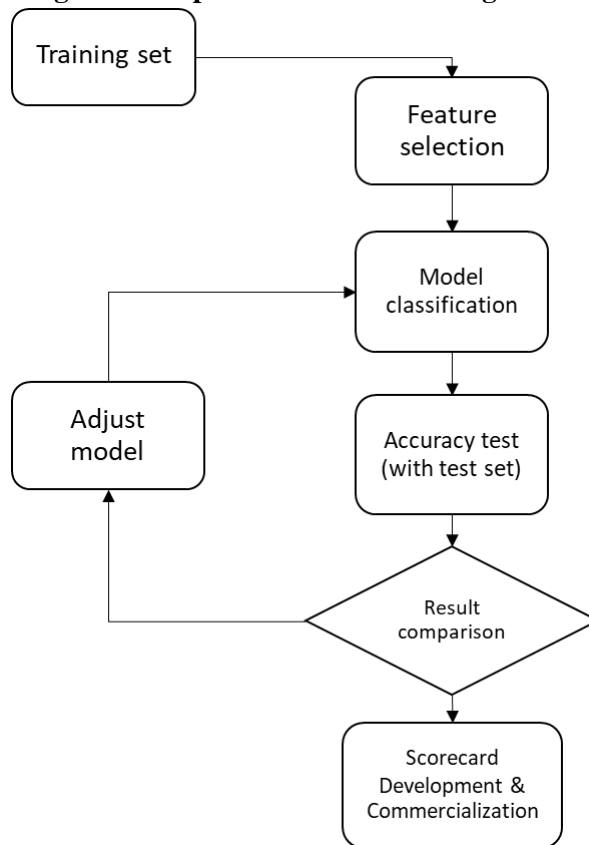 Training set
Feature
selection
Model
classification
Adjust
model
Accuracy test
(with test set)
Result
comparison
Scorecard
Development &
Commercialization